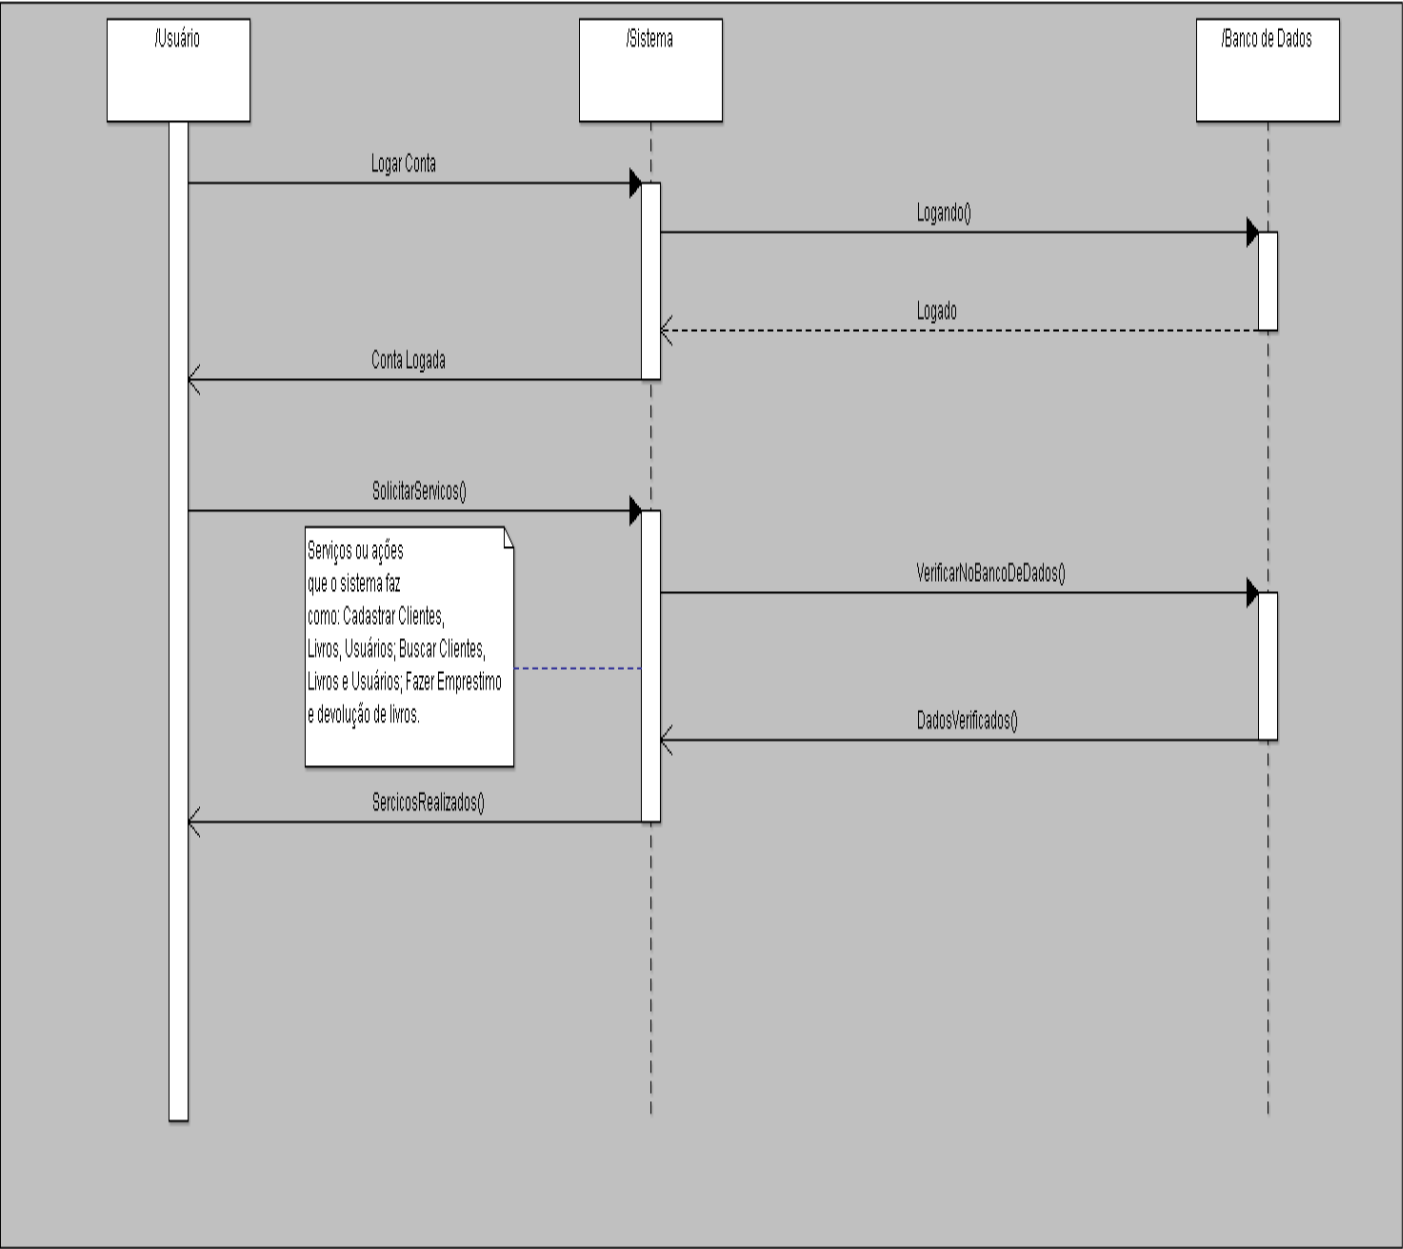 /Usuário
/Sistema
/Banco de Dados
Logar Conta
Logando()
Logado
Conta Logada
SolicitarServicos()
Serviços ou ações
que o sistema faz
como: Cadastrar Clientes,
Livros, Usuários; Buscar Clientes,
Livros e Usuários; Fazer Emprestimo
e devolução de livros.
VerificarNoBancoDeDados()
DadosVerificados()
SercicosRealizados()